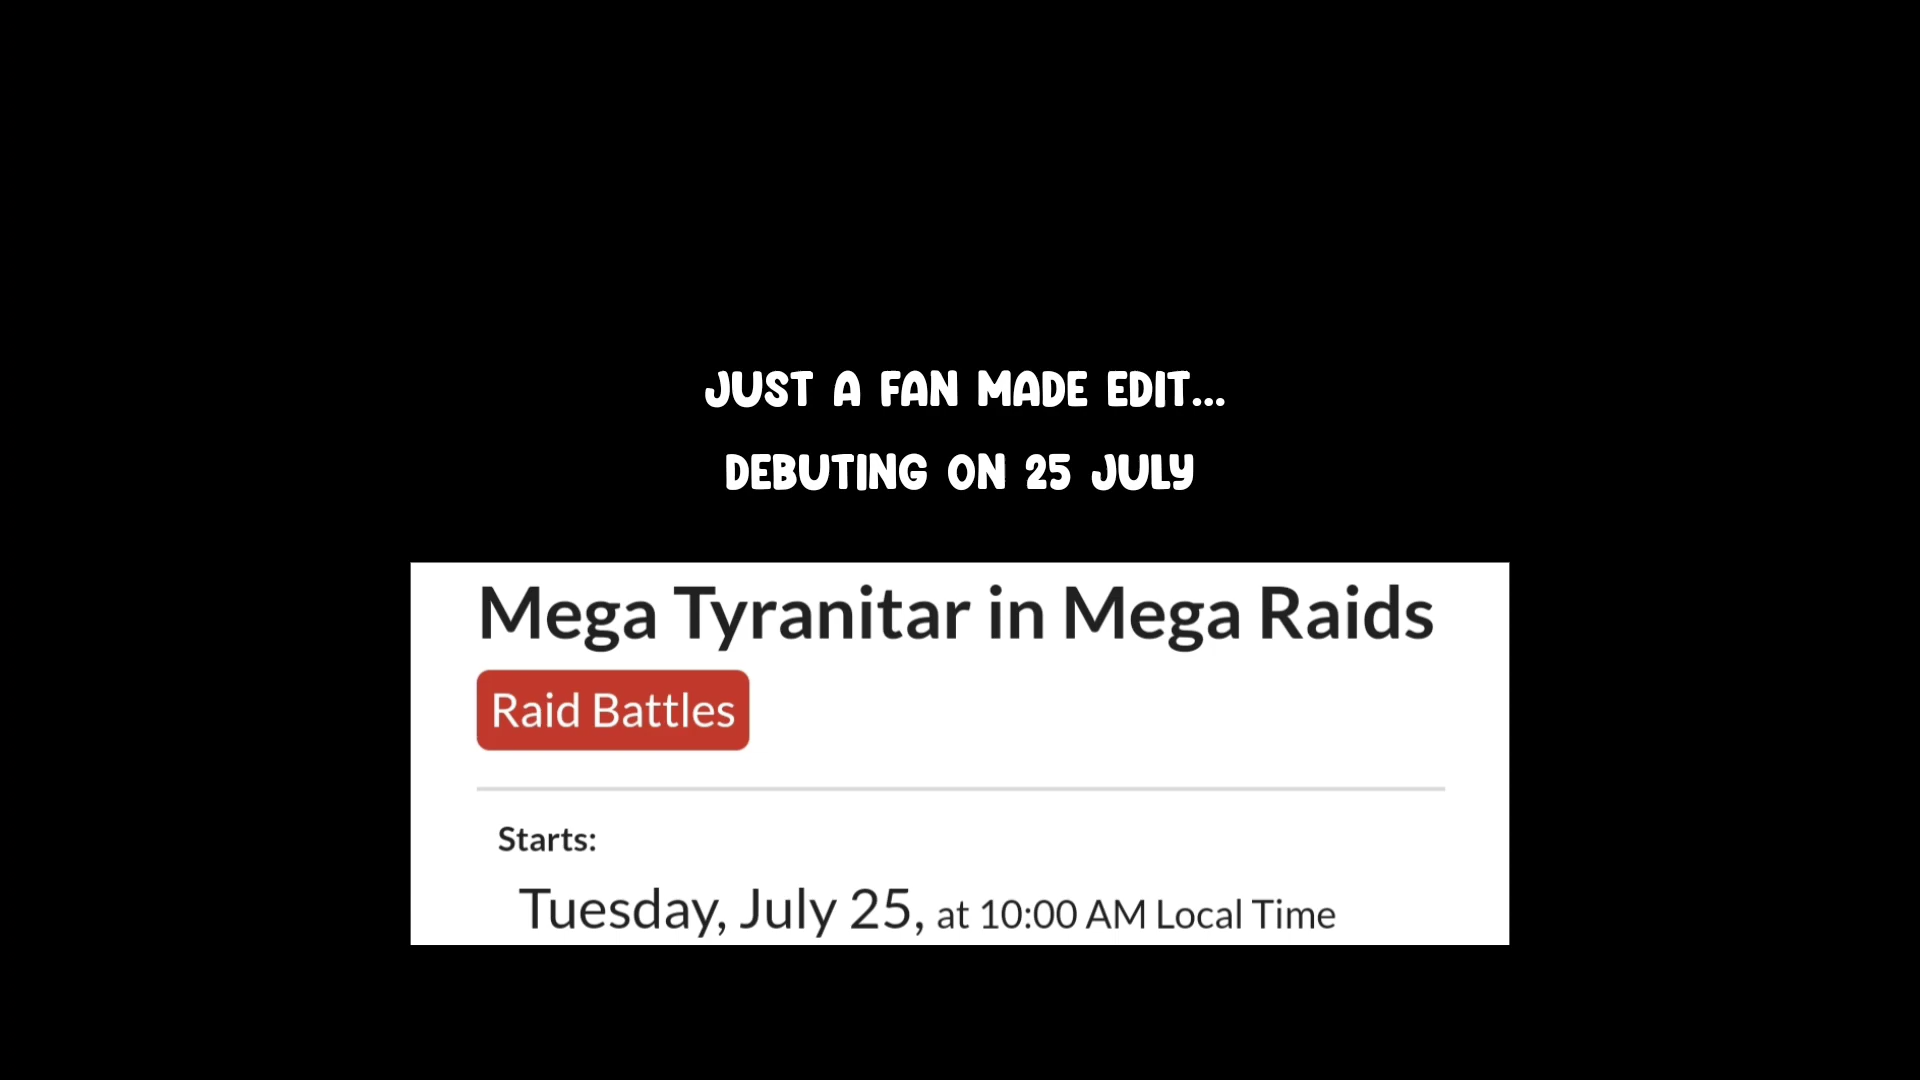 JUST A FAN MADE EDIT...
DEBUTING ON 25 JULY
Mega Tyranitar in Mega Raids
Raid Battles
Starts:
Tuesday, July 25, at 10:00 AM Local Time